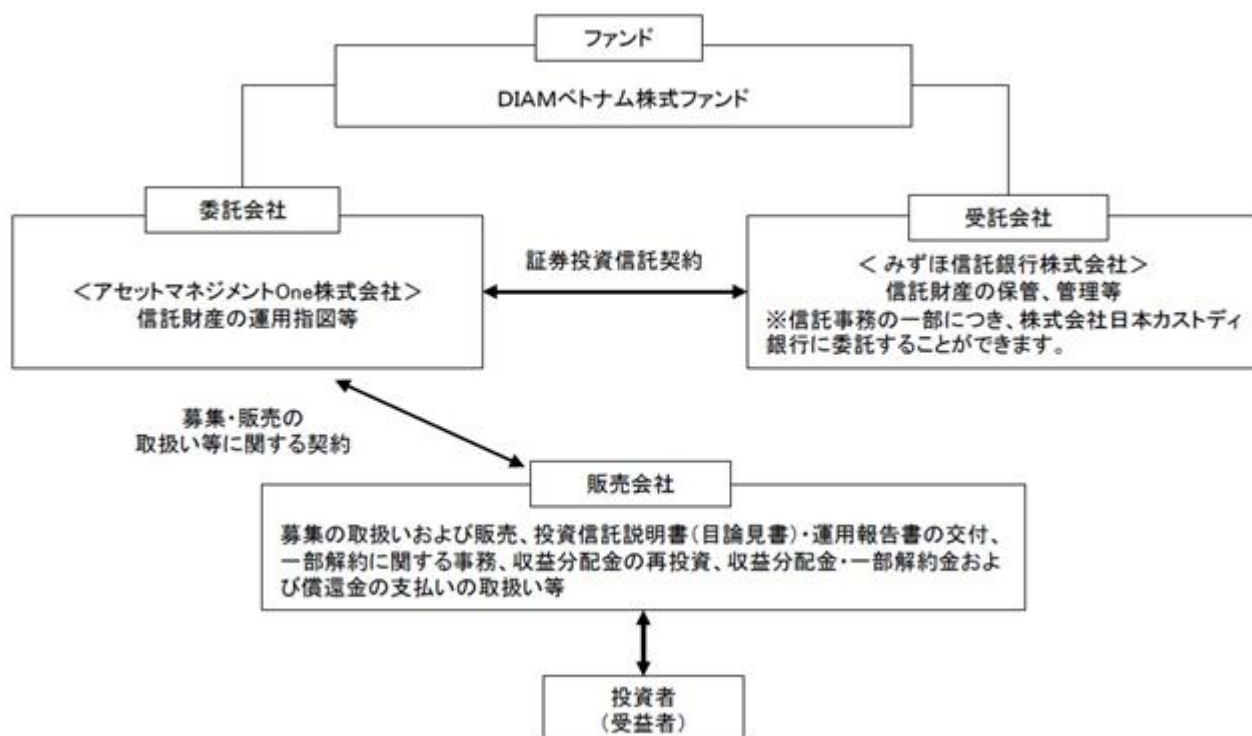 ファンド
DIAMベトナム株式ファンド
委託会社
＜アセットマネジメントOne株式会社＞
信託財産の運用指図等
証券投資信託契約
受託会社
＜みずほ信託銀行株式会社＞
信託財産の保管、管理等
※信託事務の一部につき、株式会社日本カストディ
銀行に委託することができます。
募集・販売の
取扱い等に関する契約
販売会社
募集の取扱いおよび販売、投資信託説明書（目論見書）・運用報告書の交付、
一部解約に関する事務、収益分配金の再投資、収益分配金・一部解約金およ
び償還金の支払いの取扱い等
投資者
（受益者）